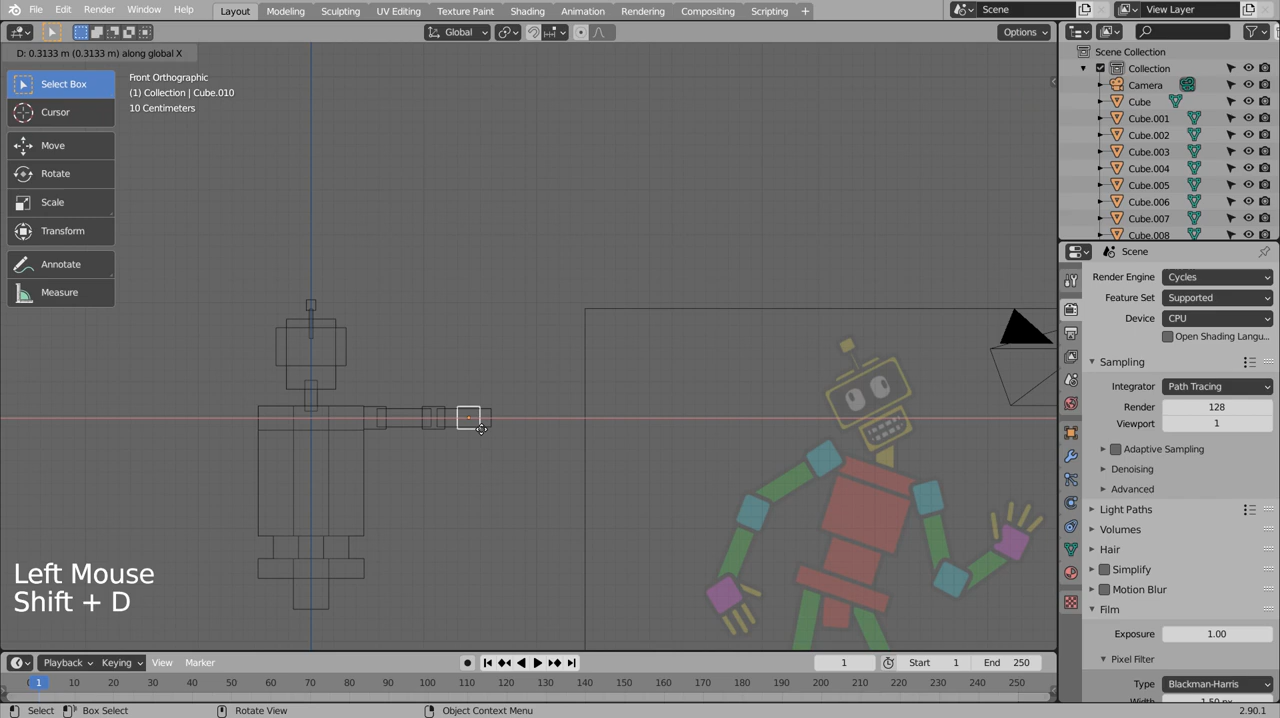 File Edit Render Window Help
Layout Modeling Sculpting UV Editing Texture Paint Shading Animation Rendering Compositing Scripting +
Scene
View Layer
Global
Options
D: 0.3133 m (0.3133 m) along global X
Select Box
Cursor
Move
Rotate
Scale
Transform
Annotate
Measure
Front Orthographic
(1) Collection | Cube.010
10 Centimeters
Left Mouse
Shift + D
Scene Collection
Collection
Camera
Cube
Cube.001
Cube.002
Cube.003
Cube.004
Cube.005
Cube.006
Cube.007
Cube.008
Scene
Render Engine Cycles
Feature Set Supported
Device CPU
Open Shading Langu...
Sampling
Integrator Path Tracing
Render 128
Viewport 1
Adaptive Sampling
Denoising
Advanced
Light Paths
Volumes
Hair
Simplify
Motion Blur
Film
Exposure 1.00
Pixel Filter
Type Blackman-Harris
Width 1.50 px
Playback Keying View Marker
1 Start 1 End 250
1 10 20 30 40 50 60 70 80 90 100 110 120 130 140 150 160 170 180 190 200 210 220 230 240 250
Select Box Select Rotate View Object Context Menu 2.90.1